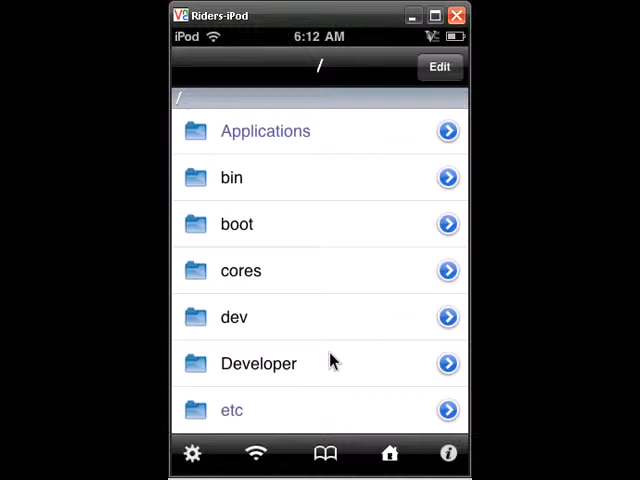 Riders-iPod
iPod 6:12 AM
/ Edit
/
Applications
bin
boot
cores
dev
Developer
etc